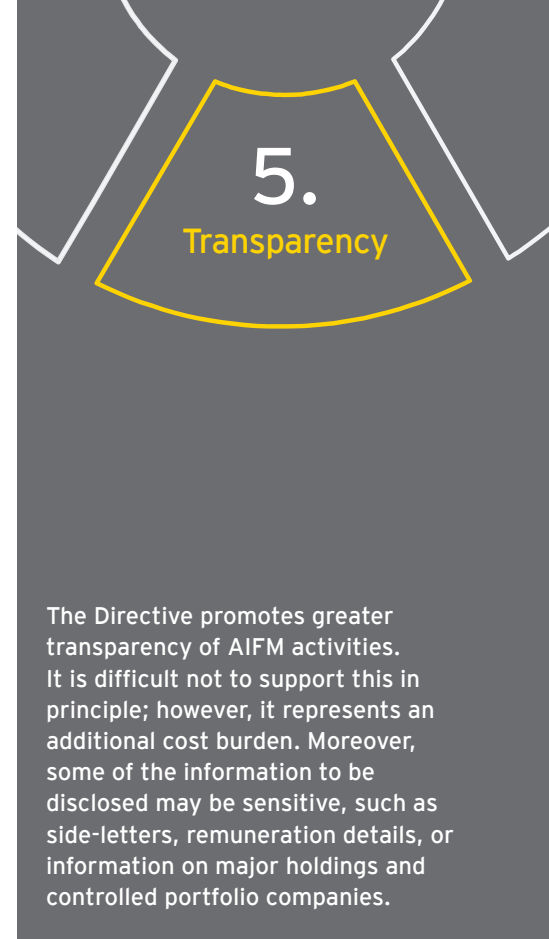 5.
Transparency
The Directive promotes greater
transparency of AIFM activities.
It is difficult not to support this in
principle; however, it represents an
additional cost burden. Moreover,
some of the information to be
disclosed may be sensitive, such as
side-letters, remuneration details, or
information on major holdings and
controlled portfolio companies.